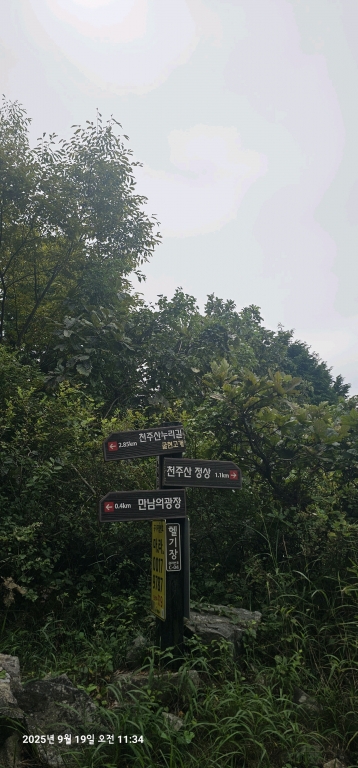 2.85km 천주산누리길
굴현고개
천주산 정상 1.1km
0.4km 만남의광장
헬기장
2025년 9월 19일 오전 11:34